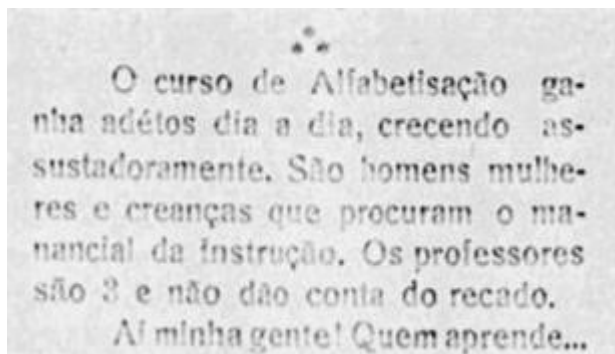 O curso de Alfabetisação ga-
nha adétos dia a dia, crecendo as-
sustadoramente. São homens mulhe-
res e creanças que procuram o ma-
nancial da instrução. Os professores
são 3 e não dão conta do recado.
Ai minha gente! Quem aprende...